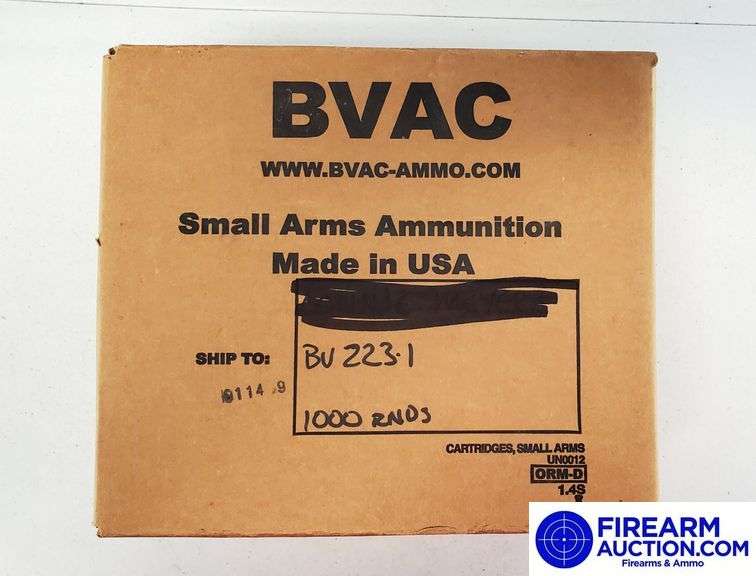 BVAC
WWW.BVAC-AMMO.COM
Small Arms Ammunition
Made in USA
SHIP TO:
BV 223.1
1000 RNDS
CARTRIDGES, SMALL ARMS
UN0012
ORM-D
1.4S
FIREARM
AUCTION.COM
Firearms & Ammo